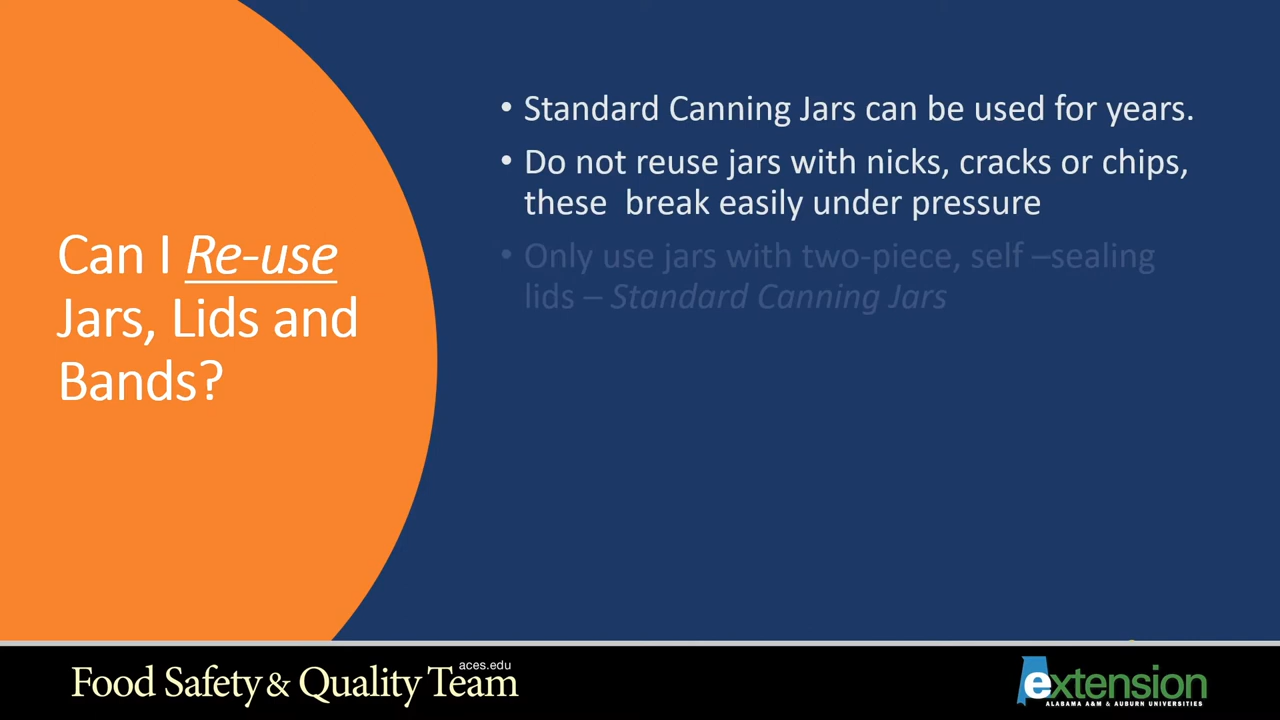 Can I Re-use
Jars, Lids and
Bands?
• Standard Canning Jars can be used for years.
• Do not reuse jars with nicks, cracks or chips,
these  break easily under pressure
• Only use jars with two-piece, self –sealing
lids – Standard Canning Jars
Food Safety & Quality Team
aces.edu
extension
ALABAMA A&M & AUBURN UNIVERSITIES